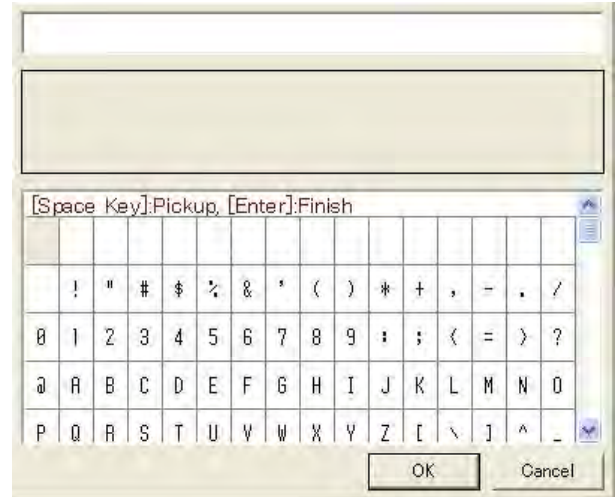 [Space Key]:Pickup, [Enter]:Finish
! " # $ % & ' ( ) * + , - . /
0 1 2 3 4 5 6 7 8 9 : ; < = > ?
@ A B C D E F G H I J K L M N O
P Q R S T U V W X Y Z [ \ ] ^ _
OK Cancel